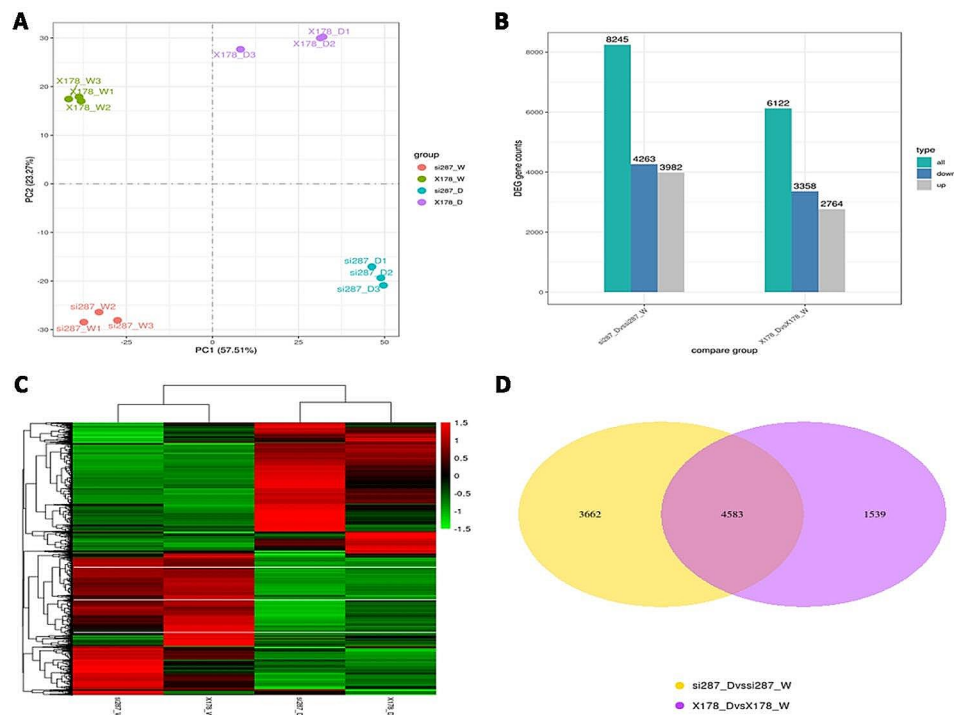 A
X178_D1
X178_D2
X178_D3
X178_W3
X178_W1
X178_W2
si287_D1
si287_D2
si287_D3
si287_W2
si287_W1
si287_W3
30
20
10
0
-10
-20
-30
-25
0
25
50
PC2 (23.27%)
PC1 (57.51%)
group
si287_W
X178_W
si287_D
X178_D
B
8245
4263
3982
6122
3358
2764
8000
6000
4000
2000
0
DEG gene counts
si287_Dvssi287_W
X178_DvsX178_W
compare group
type
all
down
up
C
1.5
1
0.5
0
-0.5
-1
-1.5
D
3662
4583
1539
si287_Dvssi287_W
X178_DvsX178_W